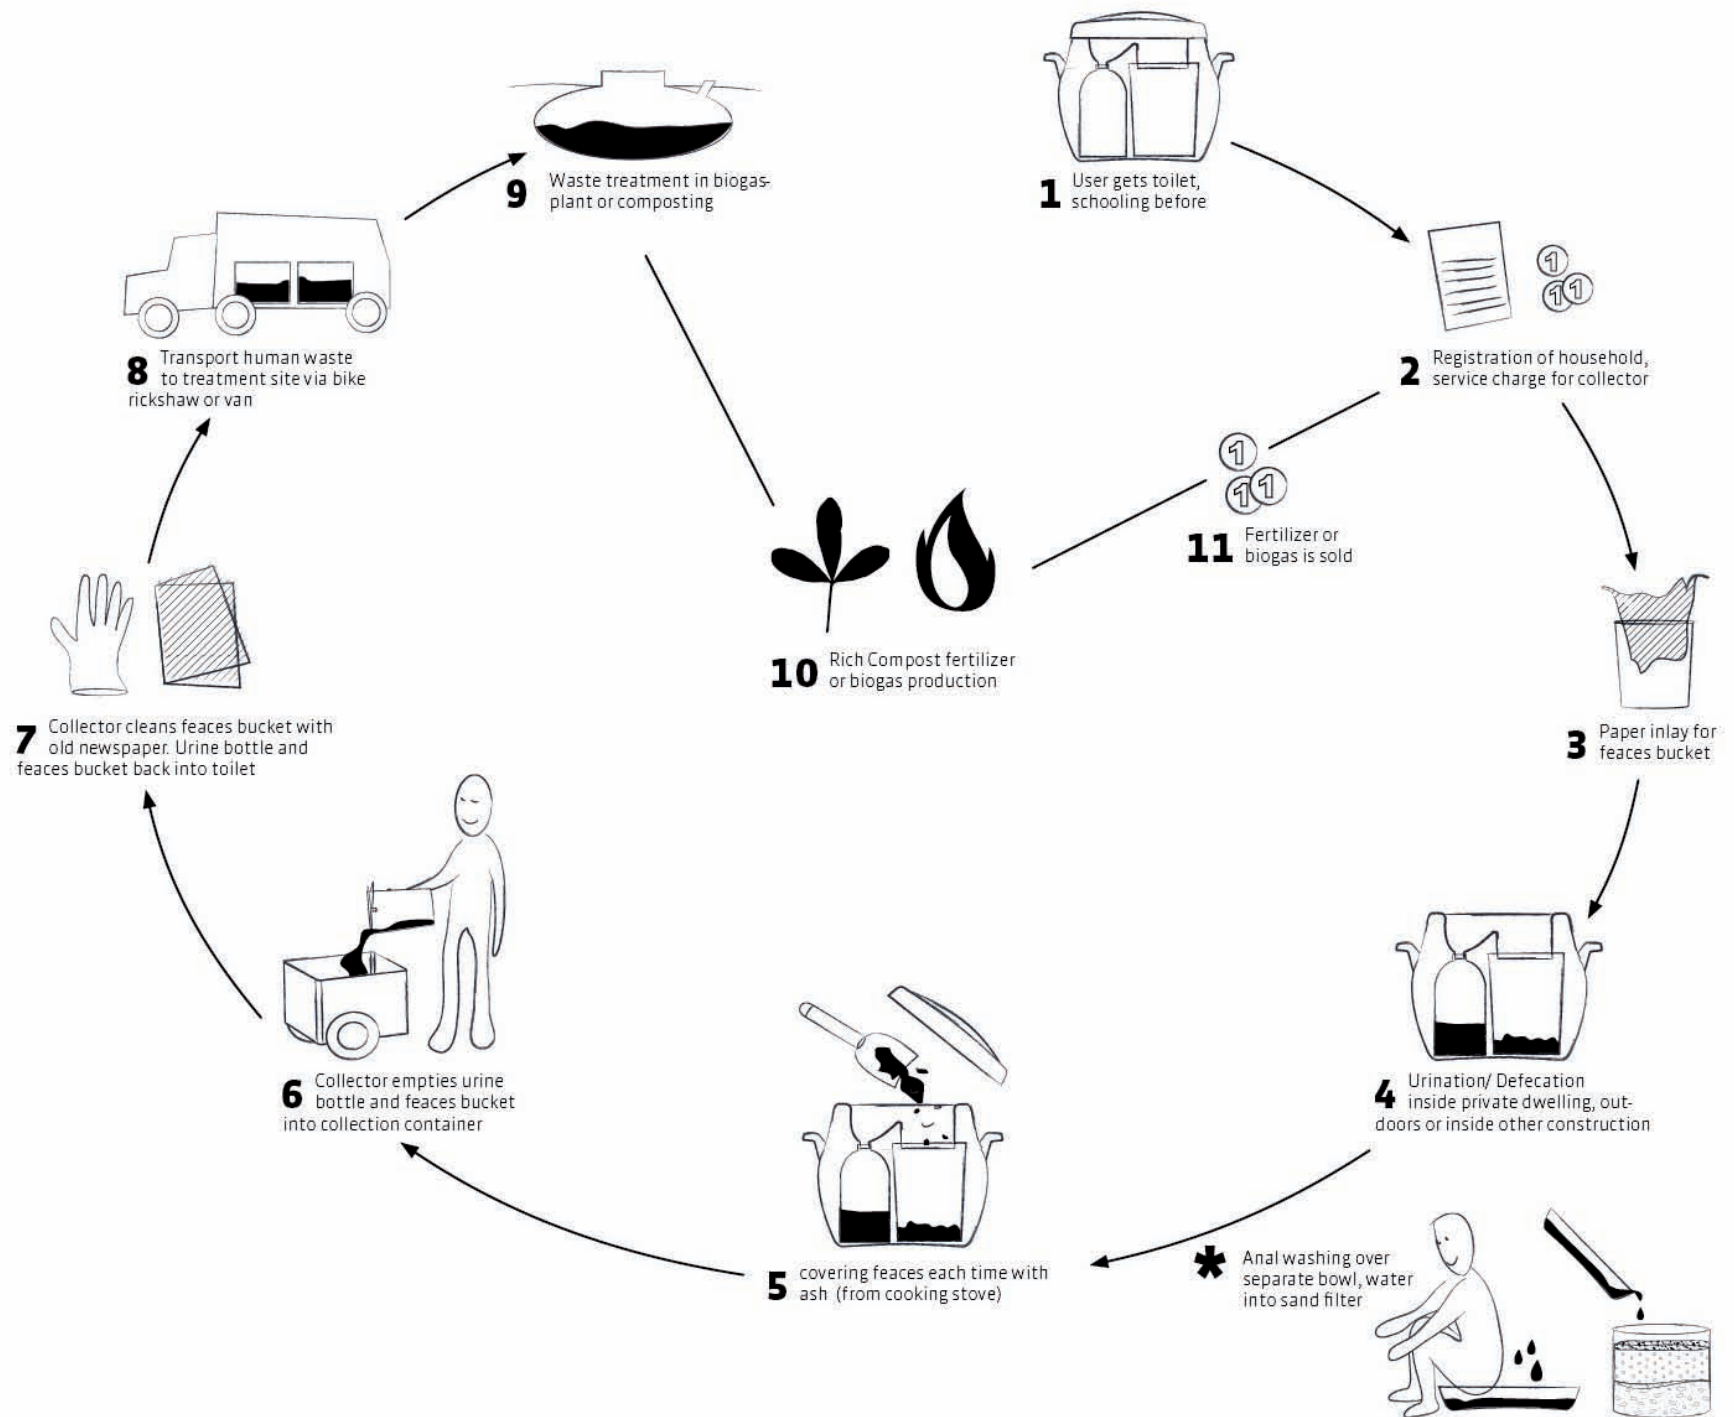 1 User gets toilet,
schooling before
1
1 1
2 Registration of household,
service charge for collector
3 Paper inlay for
feaces bucket
4 Urination/ Defecation
inside private dwelling, out-
doors or inside other construction
* Anal washing over
separate bowl, water
into sand filter
5 covering feaces each time with
ash (from cooking stove)
6 Collector empties urine
bottle and feaces bucket
into collection container
7 Collector cleans feaces bucket with
old newspaper. Urine bottle and
feaces bucket back into toilet
8 Transport human waste
to treatment site via bike
rickshaw or van
9 Waste treatment in biogas-
plant or composting
10 Rich Compost fertilizer
or biogas production
1
1 1
11 Fertilizer or
biogas is sold